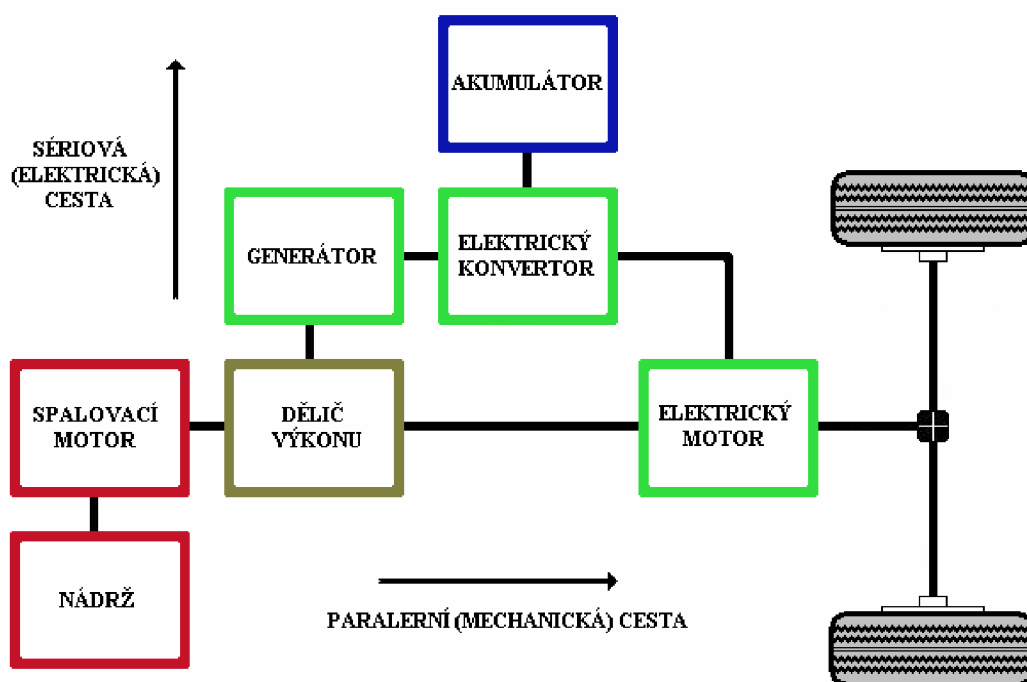 AKUMULÁTOR
SÉRIOVÁ
(ELEKTRICKÁ)
CESTA
GENERÁTOR
ELEKTRICKÝ
KONVERTOR
SPALOVACÍ
MOTOR
DĚLIČ
VÝKONU
ELEKTRICKÝ
MOTOR
NÁDRŽ
PARALERNÍ (MECHANICKÁ) CESTA